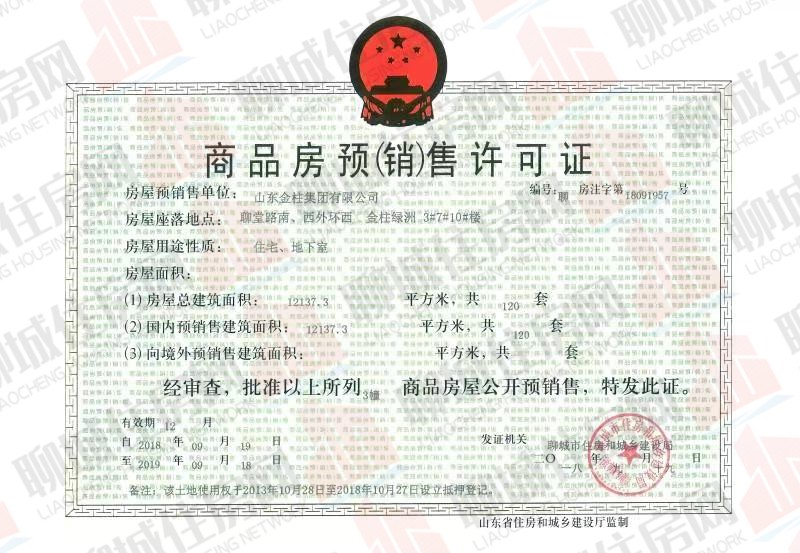 商品房预(销)售许可证
房屋预销售单位： 山东金柱集团有限公司 编号：聊 房注字第18091957 号
房屋座落地点： 聊堂路南、西外环西 金柱绿洲 3#7#10#楼
房屋用途性质： 住宅、地下室
房屋面积：
(1) 房屋总建筑面积： 12137.3 平方米，共 120 套
(2) 国内预销售建筑面积： 12137.3 平方米，共 120 套
(3) 向境外预销售建筑面积： 平方米，共 套
经审查，批准以上所列 3幢 商品房屋公开预销售，特发此证。
有效期 12 月
自 2018 年 09 月 19 日
至 2019 年 09 月 18 日
发证机关 聊城市住房和城乡建设局
二〇一八 年 九 月 日
备注：该土地使用权于2013年10月28日至2018年10月27日设立抵押登记。
山东省住房和城乡建设厅监制
聊城住房网
LIAOCHENG HOUSING NETWORK